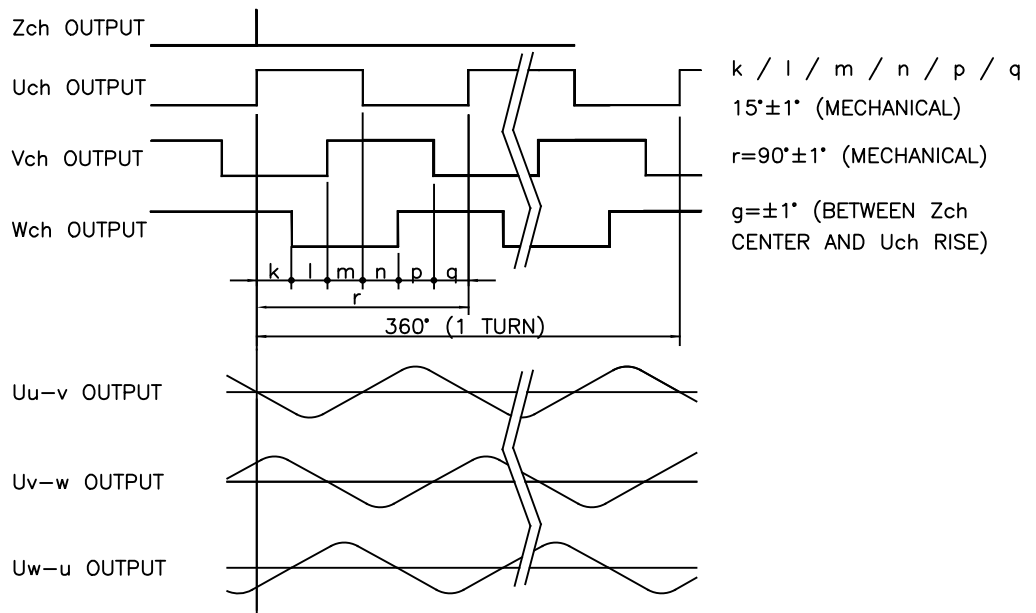 Zch OUTPUT
Uch OUTPUT
k / l / m / n / p / q
15°±1° (MECHANICAL)
Vch OUTPUT
r=90°±1° (MECHANICAL)
Wch OUTPUT
g=±1° (BETWEEN Zch
CENTER AND Uch RISE)
k l m n p q
r
360° (1 TURN)
Uu-v OUTPUT
Uv-w OUTPUT
Uw-u OUTPUT